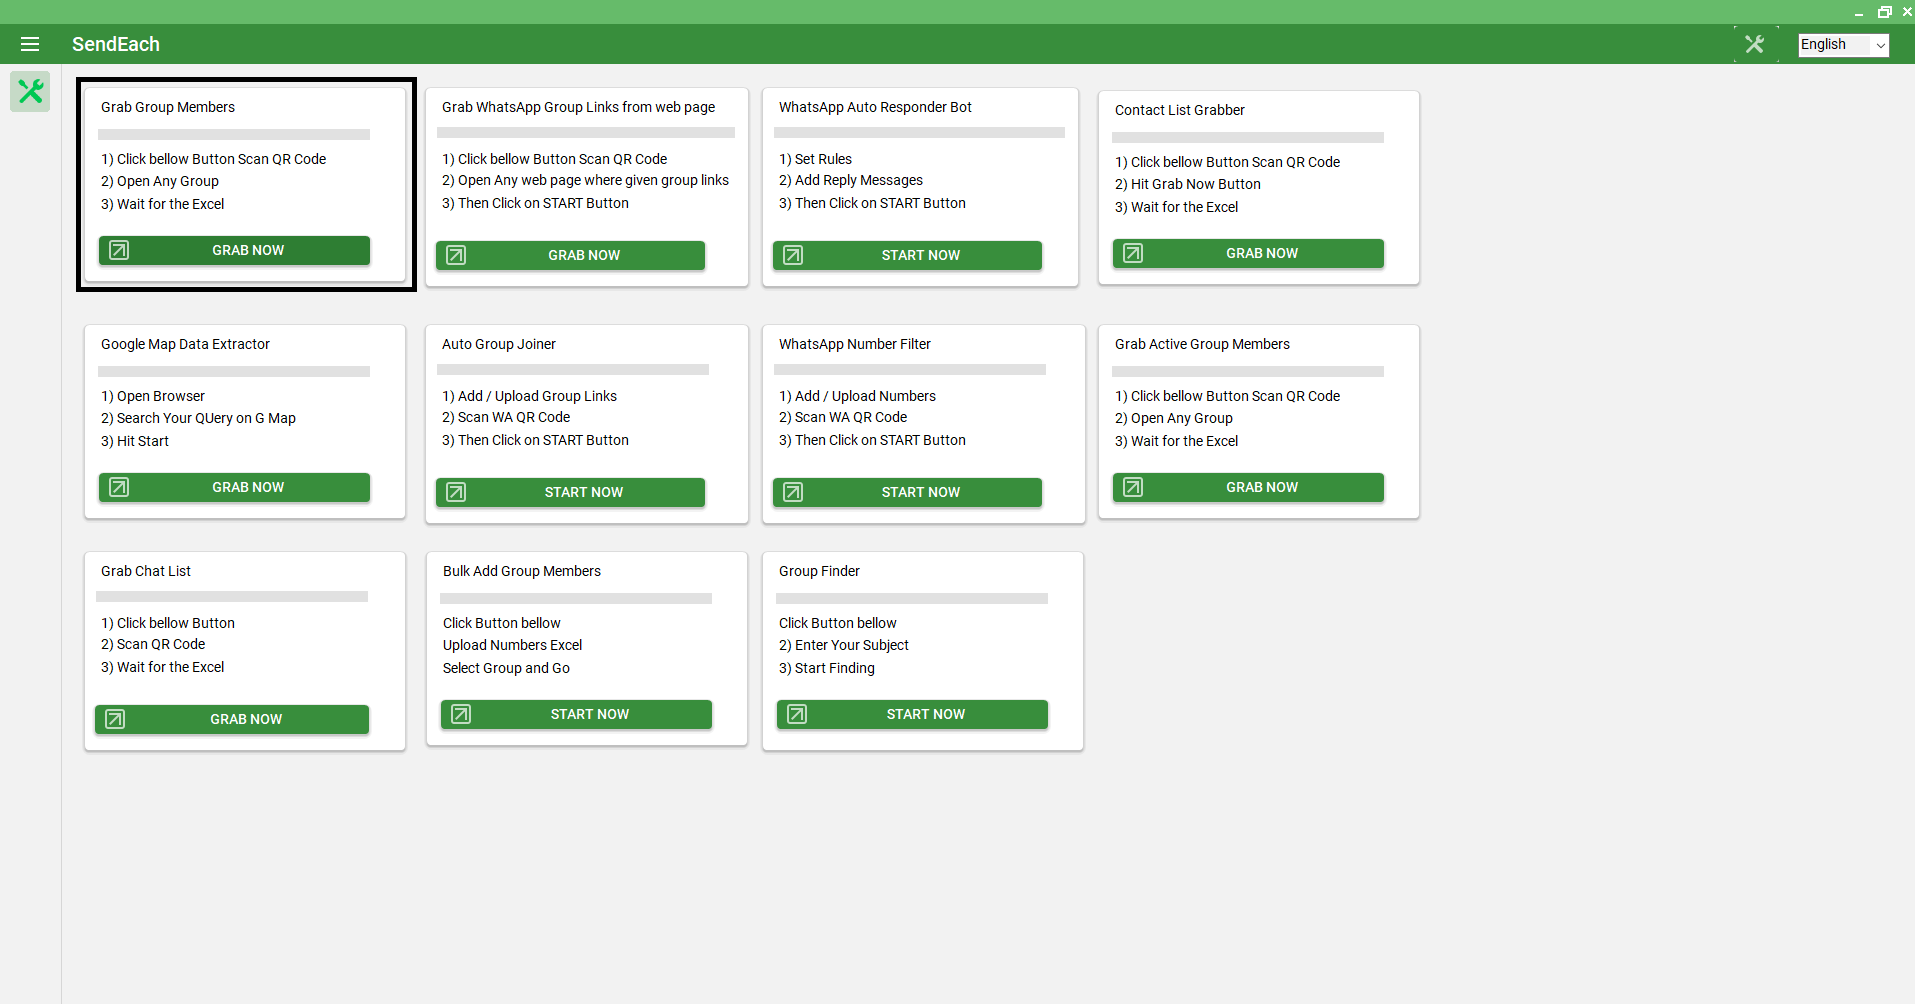 SendEach
English
Grab Group Members
1) Click bellow Button Scan QR Code
2) Open Any Group
3) Wait for the Excel
GRAB NOW
Grab WhatsApp Group Links from web page
1) Click bellow Button Scan QR Code
2) Open Any web page where given group links
3) Then Click on START Button
GRAB NOW
WhatsApp Auto Responder Bot
1) Set Rules
2) Add Reply Messages
3) Then Click on START Button
START NOW
Contact List Grabber
1) Click bellow Button Scan QR Code
2) Hit Grab Now Button
3) Wait for the Excel
GRAB NOW
Google Map Data Extractor
1) Open Browser
2) Search Your QUery on G Map
3) Hit Start
GRAB NOW
Auto Group Joiner
1) Add / Upload Group Links
2) Scan WA QR Code
3) Then Click on START Button
START NOW
WhatsApp Number Filter
1) Add / Upload Numbers
2) Scan WA QR Code
3) Then Click on START Button
START NOW
Grab Active Group Members
1) Click bellow Button Scan QR Code
2) Open Any Group
3) Wait for the Excel
GRAB NOW
Grab Chat List
1) Click bellow Button
2) Scan QR Code
3) Wait for the Excel
GRAB NOW
Bulk Add Group Members
Click Button bellow
Upload Numbers Excel
Select Group and Go
START NOW
Group Finder
Click Button bellow
2) Enter Your Subject
3) Start Finding
START NOW